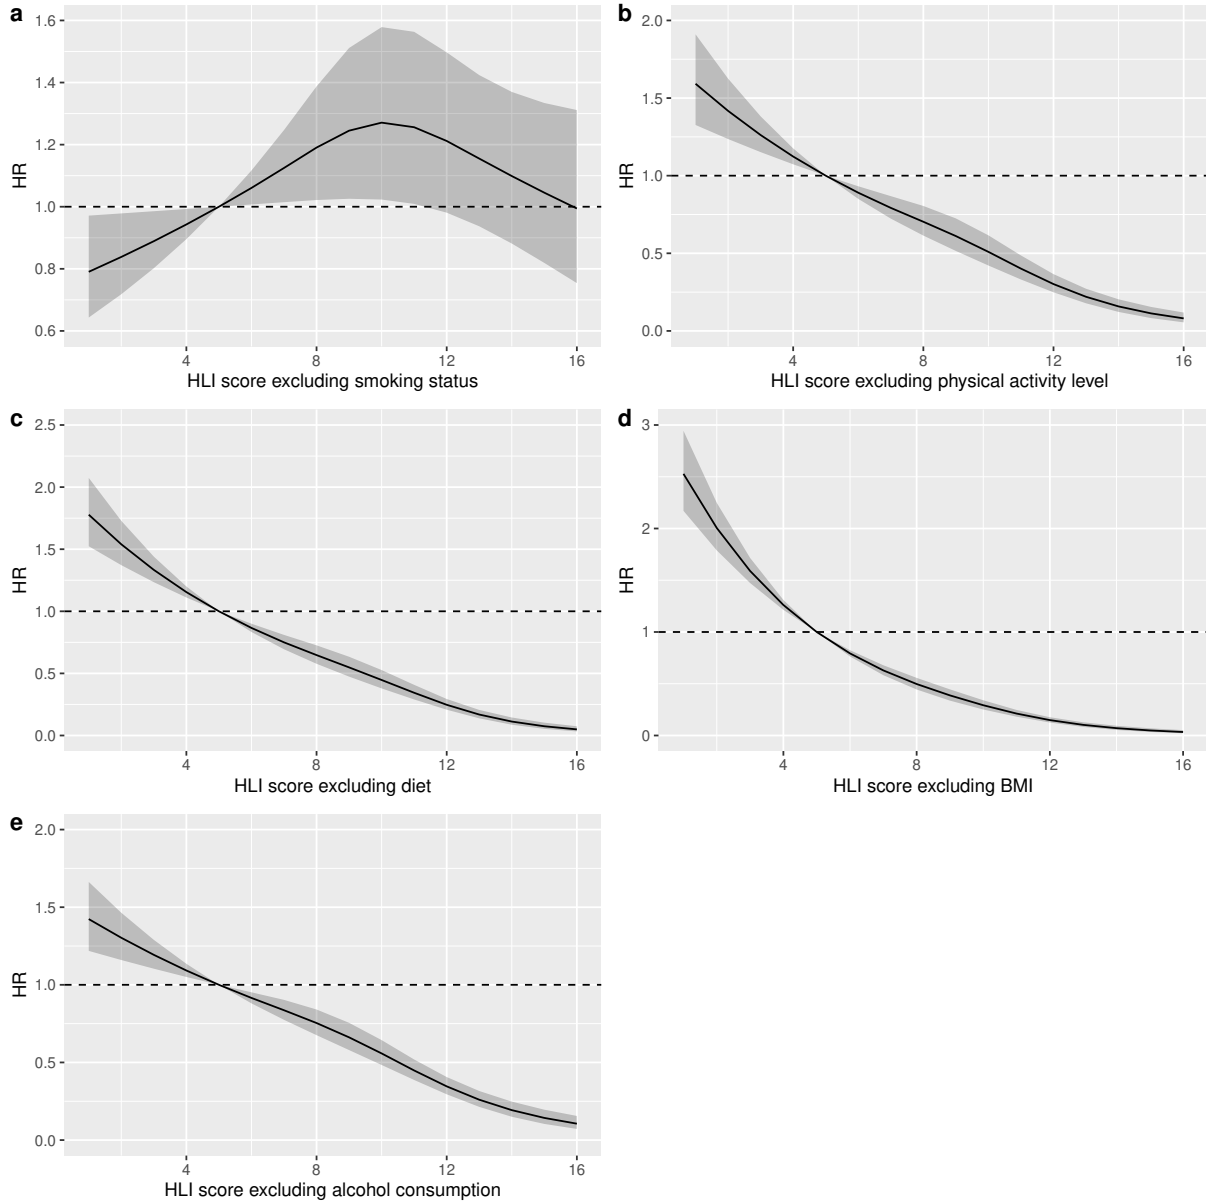 a
1.6
1.4
1.2
1.0
0.8
0.6
HR
4 8 12 16
HLI score excluding smoking status
b
2.0
1.5
1.0
0.5
0.0
HR
4 8 12 16
HLI score excluding physical activity level
c
2.5
2.0
1.5
1.0
0.5
0.0
HR
4 8 12 16
HLI score excluding diet
d
3
2
1
0
HR
4 8 12 16
HLI score excluding BMI
e
2.0
1.5
1.0
0.5
0.0
HR
4 8 12 16
HLI score excluding alcohol consumption